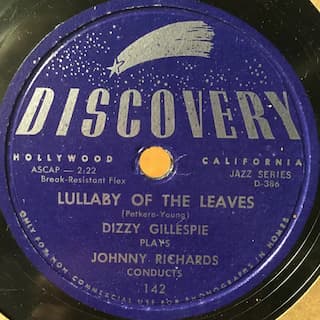 DISCOVERY
HOLLYWOOD CALIFORNIA
ASCAP — 2:22 JAZZ SERIES
Break-Resistant Flex D-386
LULLABY OF THE LEAVES
(Petkere-Young)
DIZZY GILLESPIE
PLAYS
JOHNNY RICHARDS
CONDUCTS
142
ONLY FOR NON COMMERCIAL USE FOR PHONOGRAPHS IN HOMES.